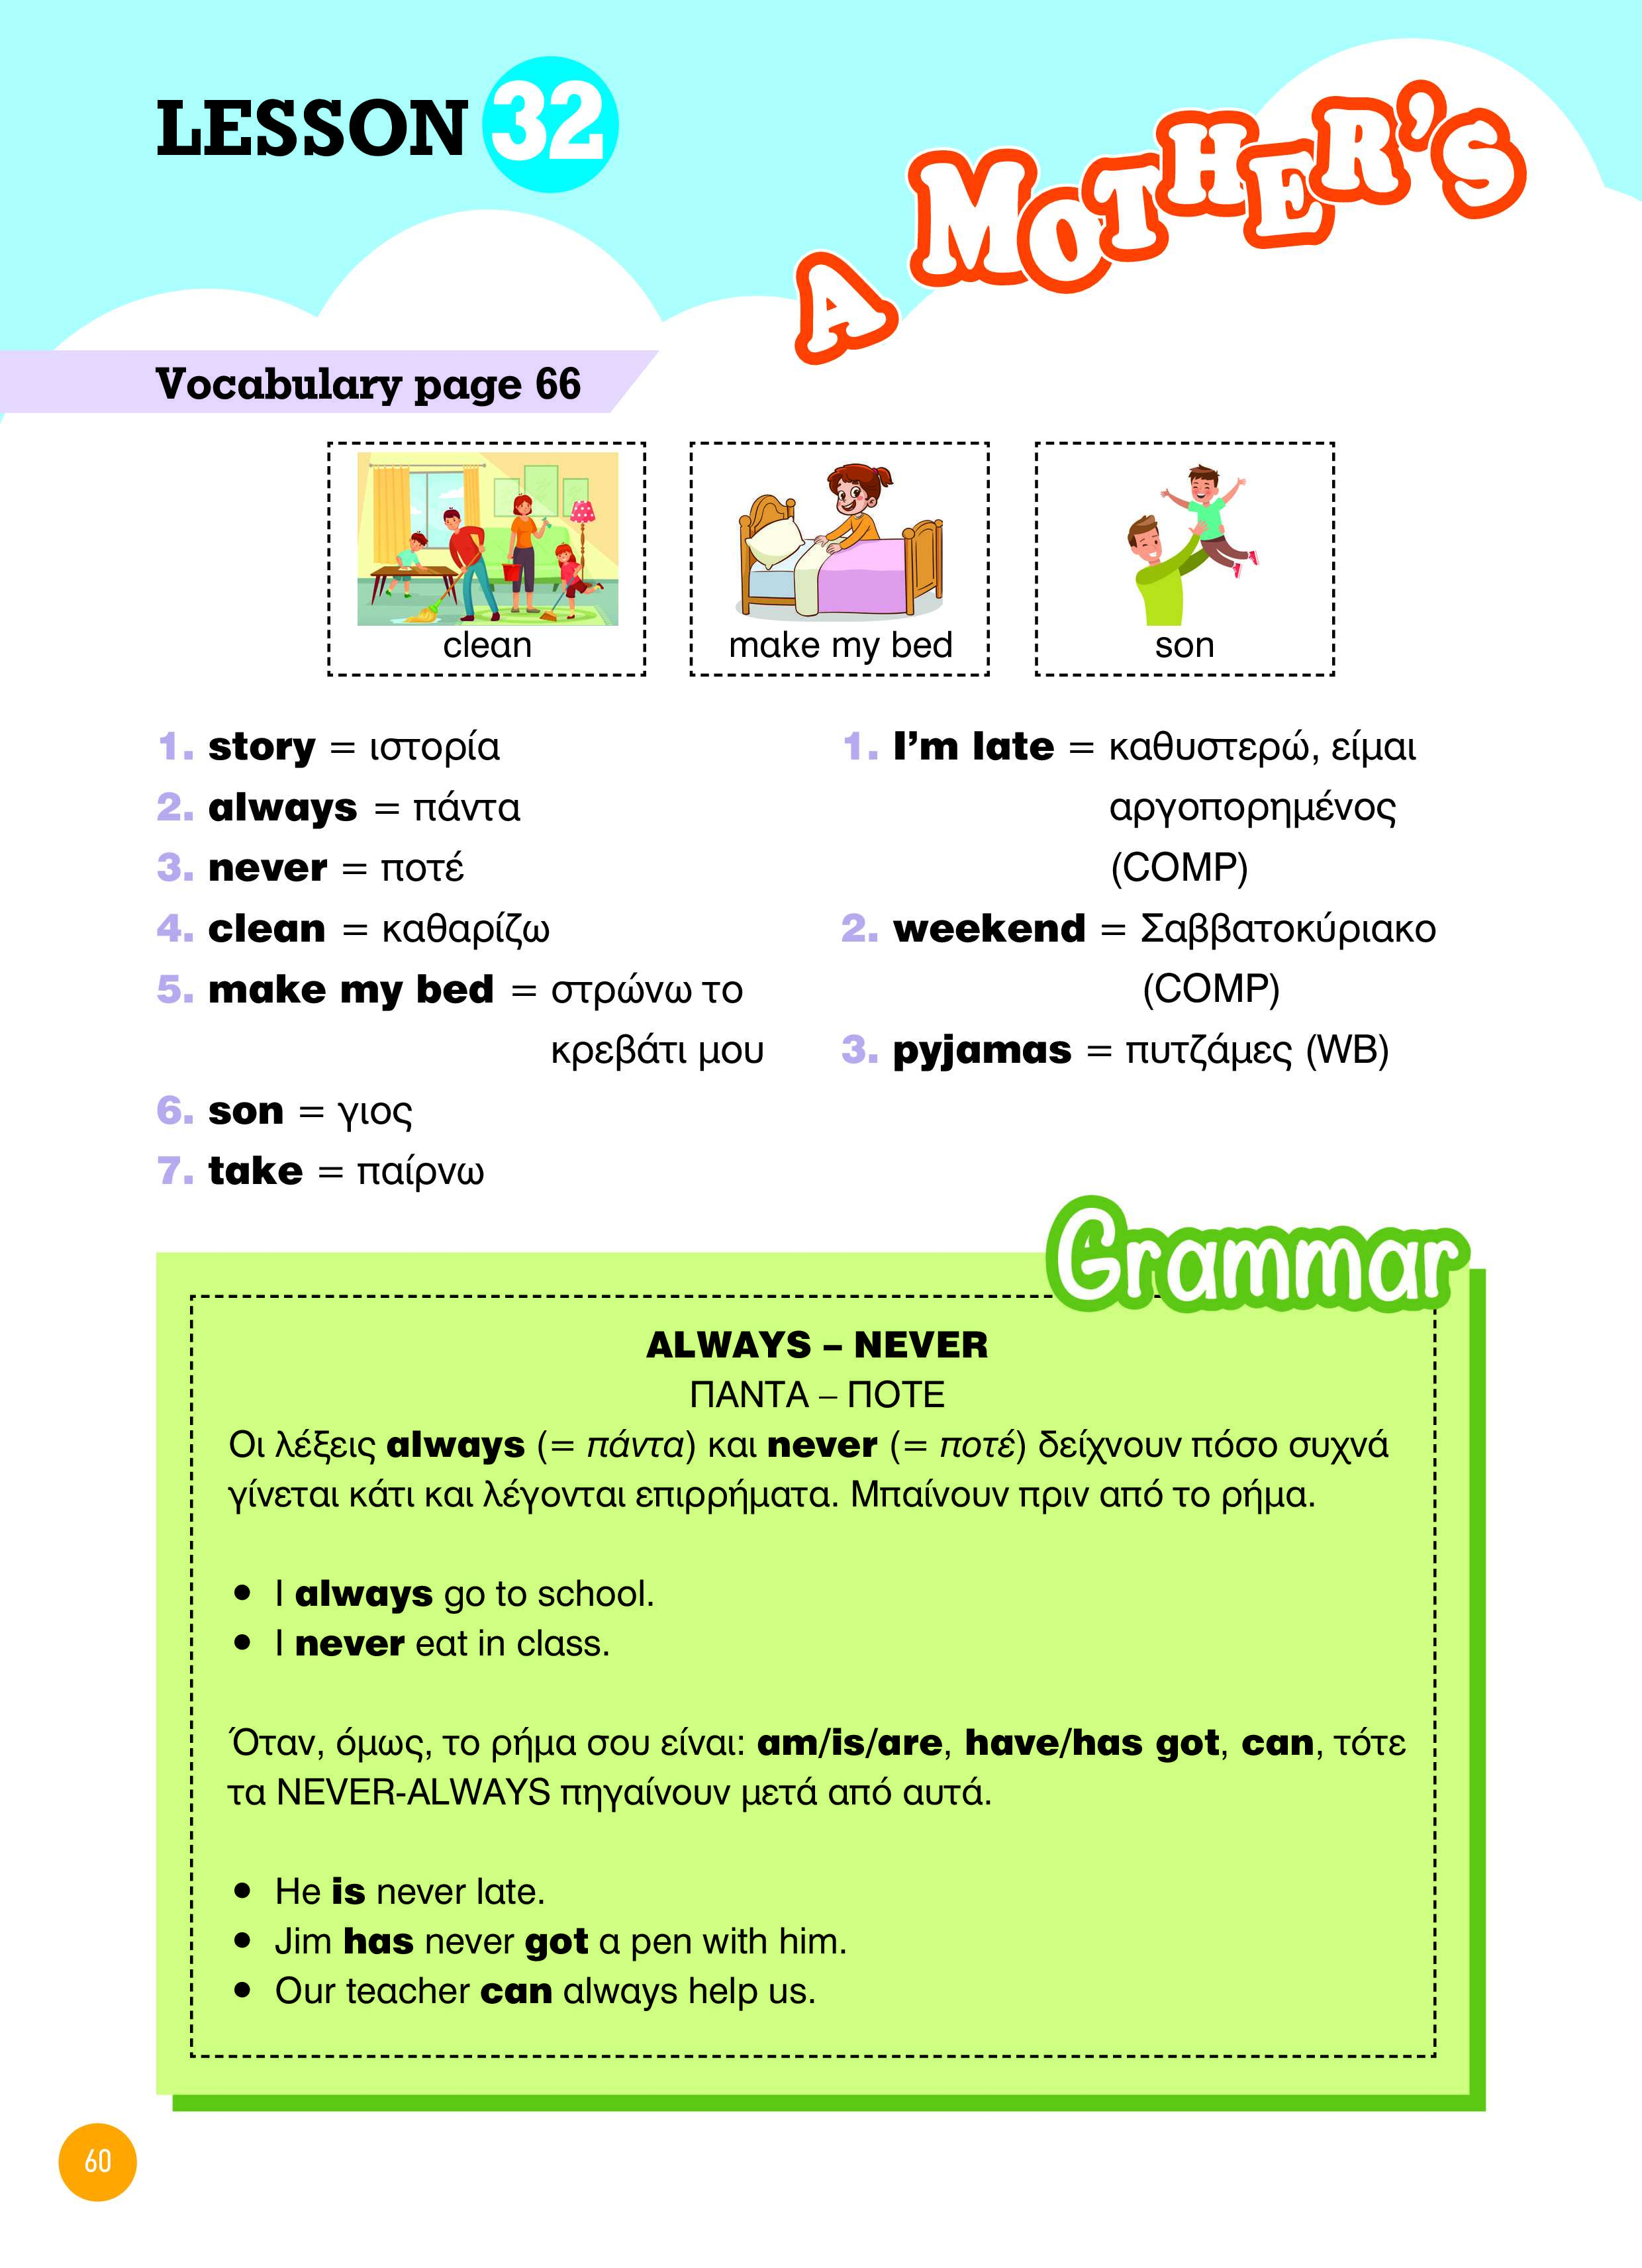 LESSON 32
A MOTHER'S
Vocabulary page 66
clean
make my bed
son
1. story = ιστορία
2. always = πάντα
3. never = ποτέ
4. clean = καθαρίζω
5. make my bed = στρώνω το
κρεβάτι μου
6. son = γιος
7. take = παίρνω
1. I'm late = καθυστερώ, είμαι
αργοπορημένος
(COMP)
2. weekend = Σαββατοκύριακο
(COMP)
3. pyjamas = πυτζάμες (WB)
Grammar
ALWAYS – NEVER
ΠΑΝΤΑ – ΠΟΤΕ
Οι λέξεις always (= πάντα) και never (= ποτέ) δείχνουν πόσο συχνά
γίνεται κάτι και λέγονται επιρρήματα. Μπαίνουν πριν από το ρήμα.
• I always go to school.
• I never eat in class.
Όταν, όμως, το ρήμα σου είναι: am/is/are, have/has got, can, τότε
τα NEVER-ALWAYS πηγαίνουν μετά από αυτά.
• He is never late.
• Jim has never got a pen with him.
• Our teacher can always help us.
60